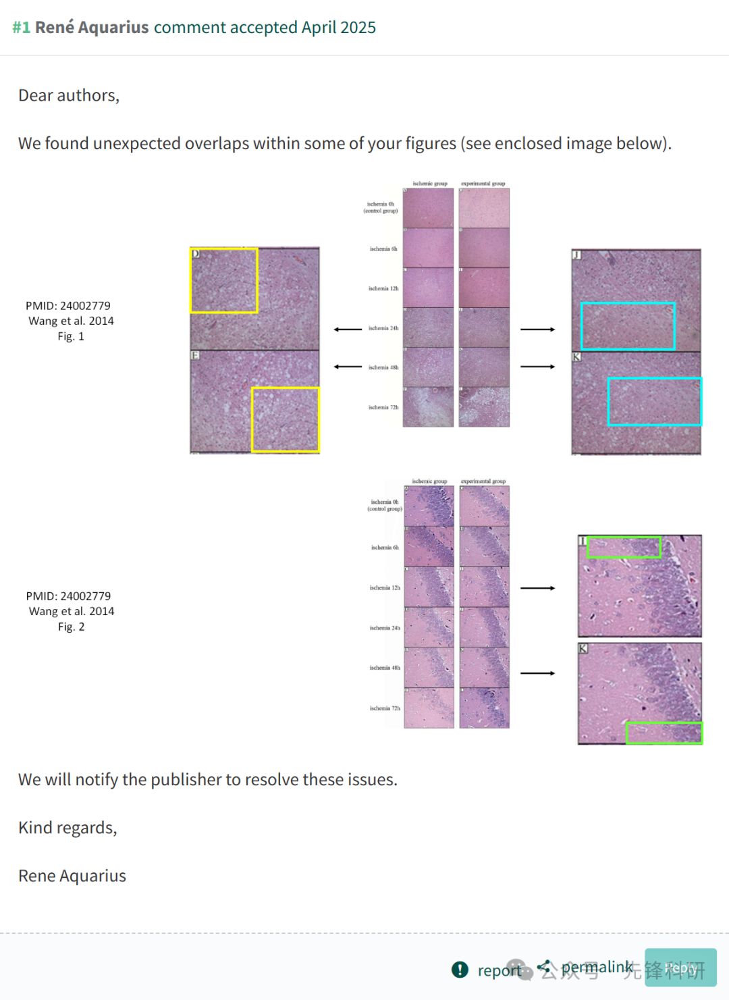 #1 René Aquarius comment accepted April 2025
Dear authors,
We found unexpected overlaps within some of your figures (see enclosed image below).
ischemic group experimental group
ischemia 0h
(control group)
ischemia 6h
ischemia 12h
ischemia 24h
ischemia 48h
ischemia 72h
PMID: 24002779
Wang et al. 2014
Fig. 1
D
E
J
K
ischemic group experimental group
ischemia 0h
(control group)
ischemia 6h
ischemia 12h
ischemia 24h
ischemia 48h
ischemia 72h
PMID: 24002779
Wang et al. 2014
Fig. 2
I
K
We will notify the publisher to resolve these issues.
Kind regards,
Rene Aquarius
report permalink Reply
公众号 先锋科研